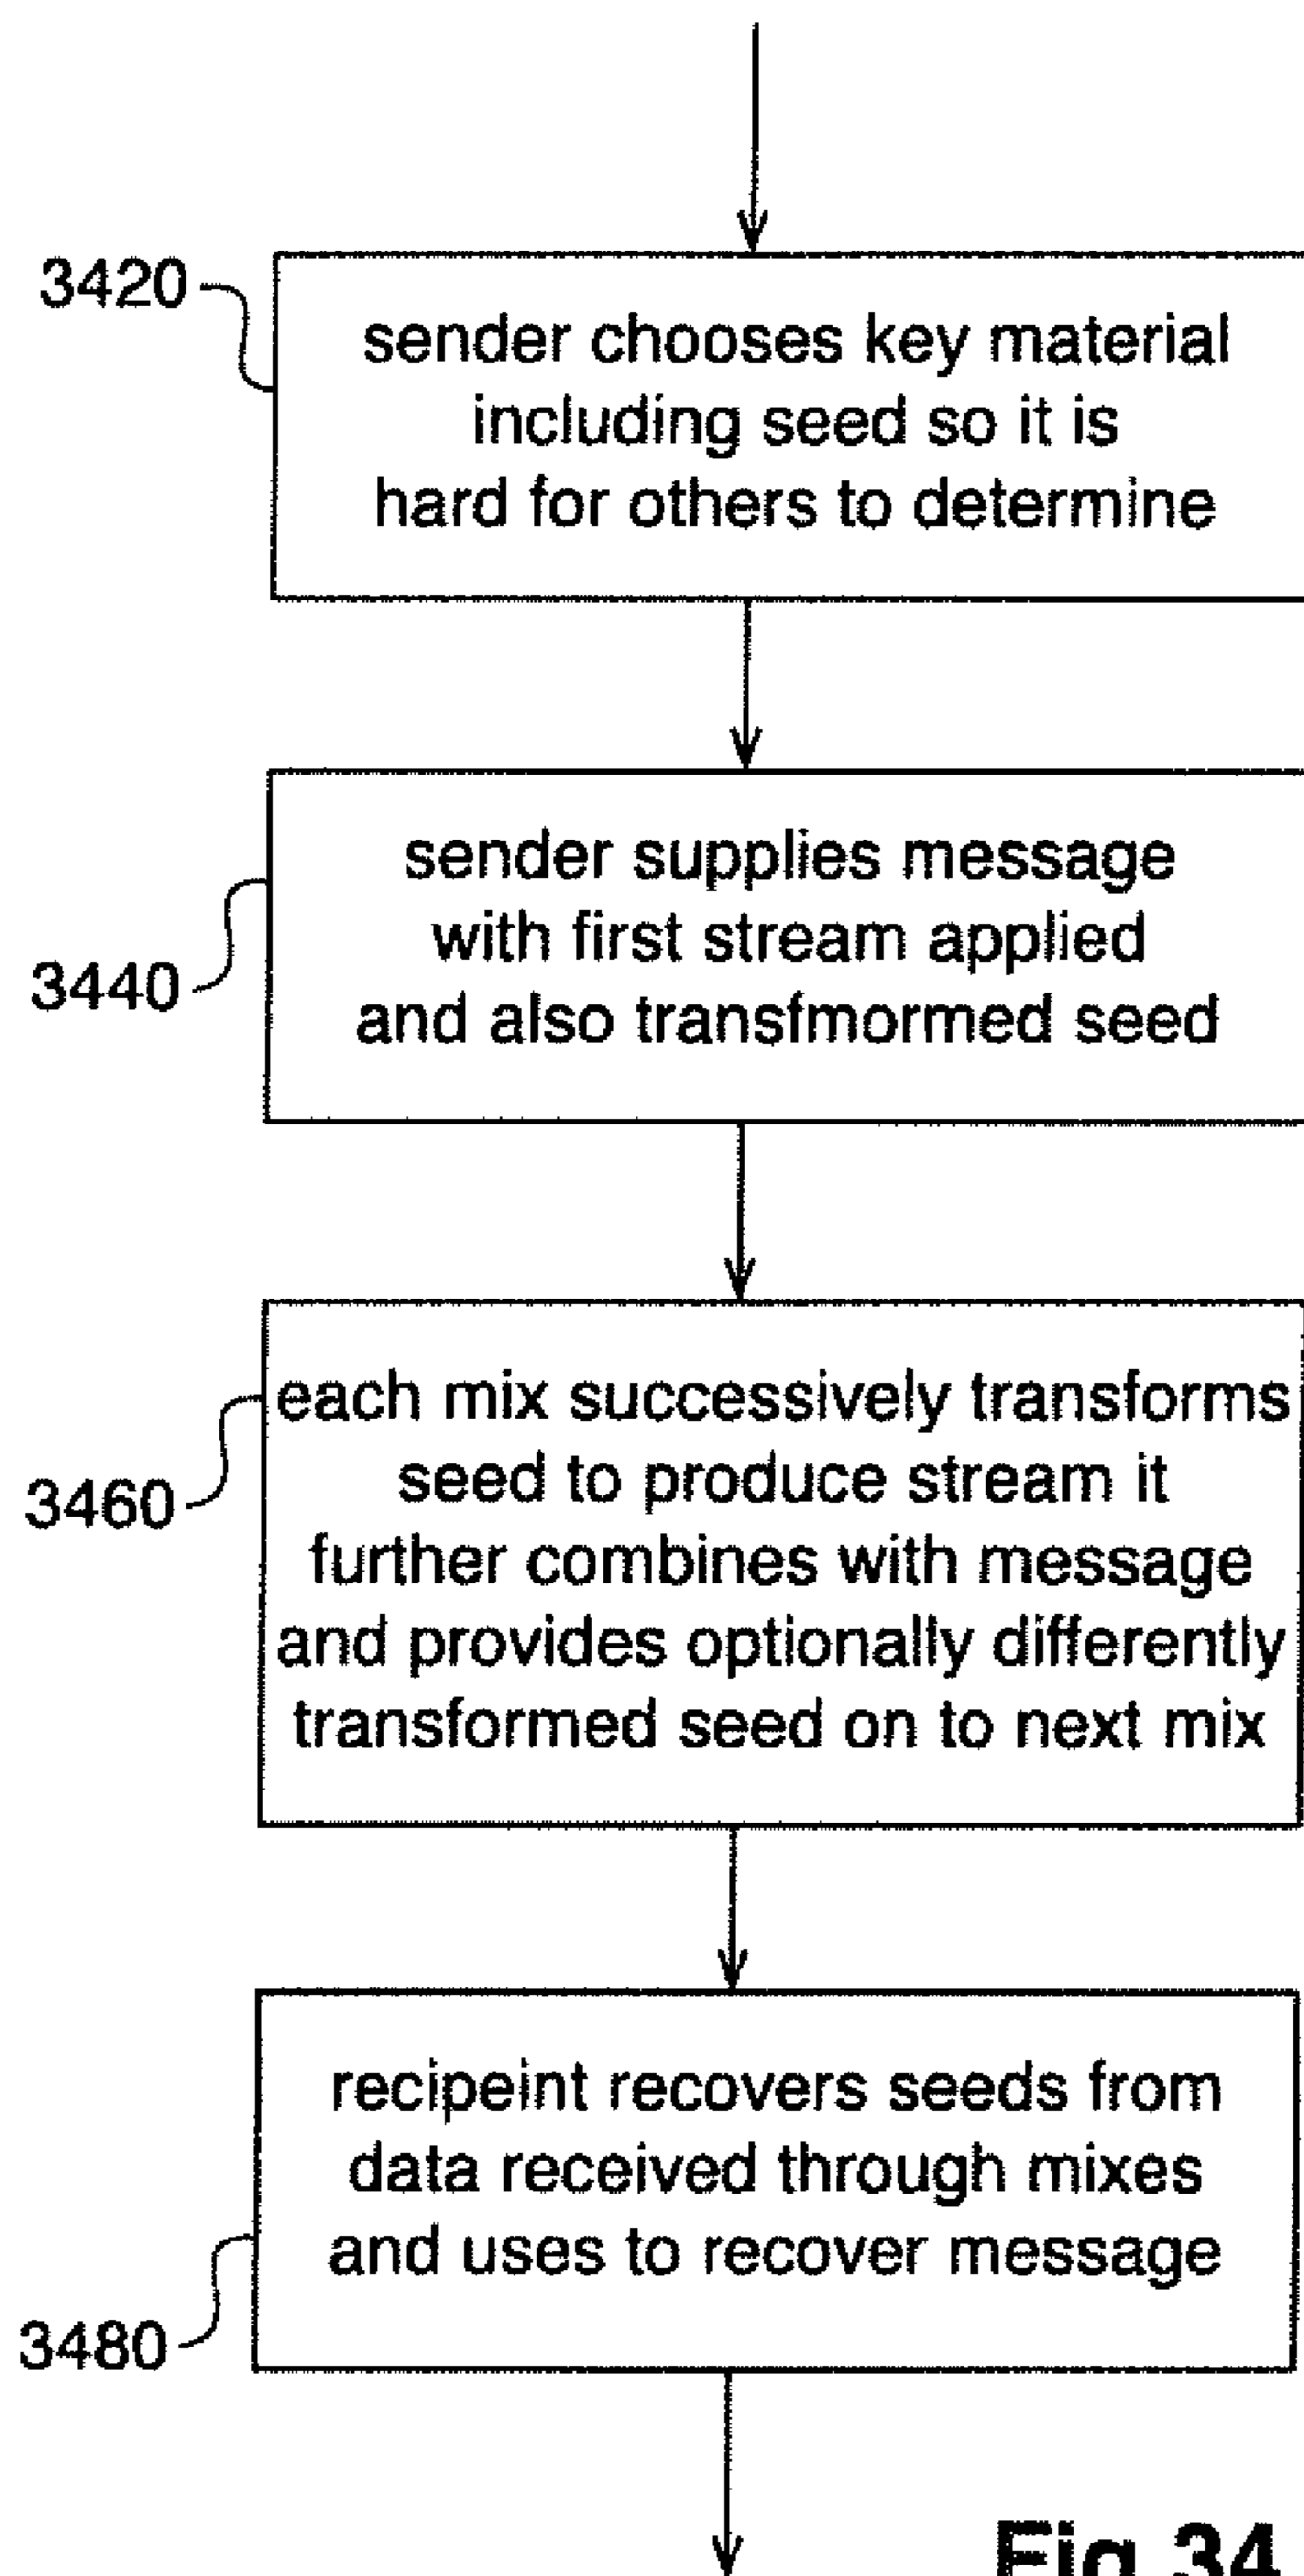 3420
sender chooses key material
including seed so it is
hard for others to determine
3440
sender supplies message
with first stream applied
and also transfmormed seed
3460
each mix successively transforms
seed to produce stream it
further combines with message
and provides optionally differently
transformed seed on to next mix
3480
recipeint recovers seeds from
data received through mixes
and uses to recover message
Fig 34